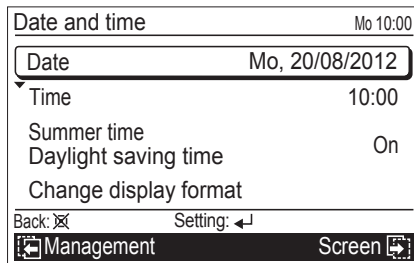 Date and time Mo 10:00
Date Mo, 20/08/2012
Time 10:00
Summer time
Daylight saving time On
Change display format
Back: Setting:
Management Screen